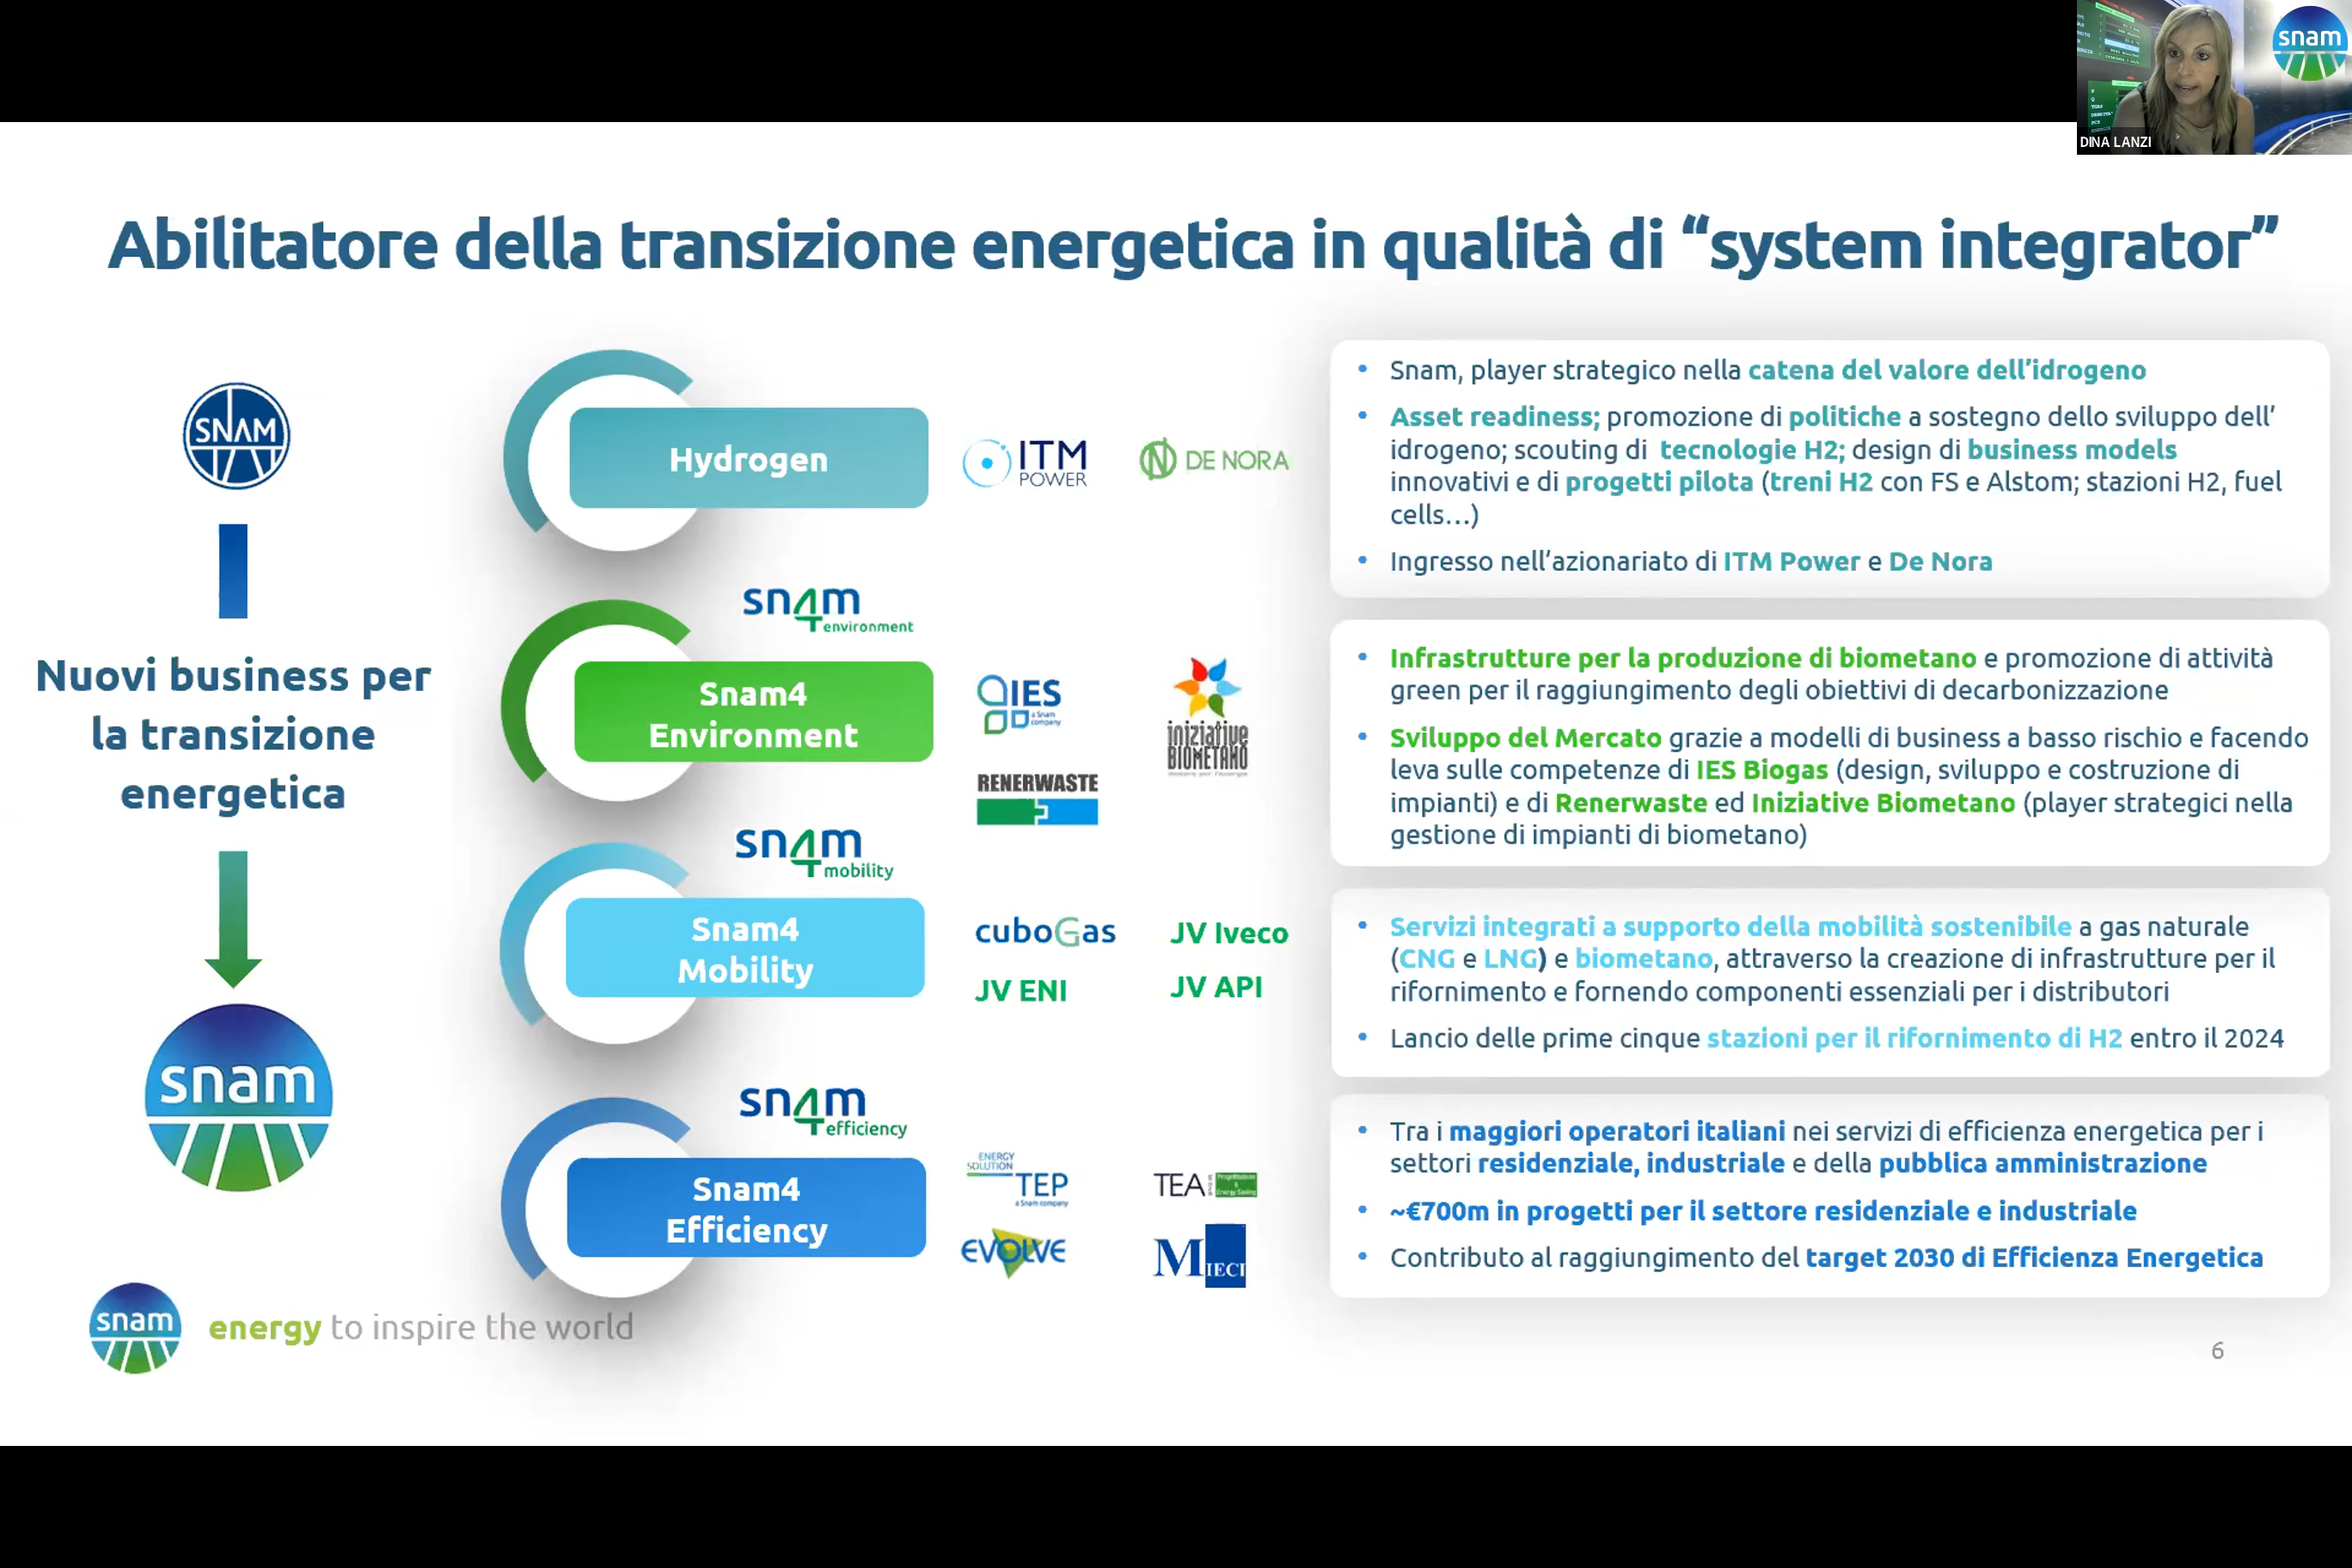 snam
DINA LANZI
Abilitatore della transizione energetica in qualità di “system integrator”
SNAM
Nuovi business per
la transizione
energetica
snam
Hydrogen
ITM
POWER
DE NORA
• Snam, player strategico nella catena del valore dell’idrogeno
• Asset readiness; promozione di politiche a sostegno dello sviluppo dell’
idrogeno; scouting di tecnologie H2; design di business models
innovativi e di progetti pilota (treni H2 con FS e Alstom; stazioni H2, fuel
cells…)
• Ingresso nell’azionariato di ITM Power e De Nora
sn4m
environment
Snam4
Environment
IES
a Snam
company
iniziative
BIOMETANO
RENERWASTE
• Infrastrutture per la produzione di biometano e promozione di attività
green per il raggiungimento degli obiettivi di decarbonizzazione
• Sviluppo del Mercato grazie a modelli di business a basso rischio e facendo
leva sulle competenze di IES Biogas (design, sviluppo e costruzione di
impianti) e di Renerwaste ed Iniziative Biometano (player strategici nella
gestione di impianti di biometano)
sn4m
mobility
Snam4
Mobility
cuboGas
JV Iveco
JV ENI
JV API
• Servizi integrati a supporto della mobilità sostenibile a gas naturale
(CNG e LNG) e biometano, attraverso la creazione di infrastrutture per il
rifornimento e fornendo componenti essenziali per i distributori
• Lancio delle prime cinque stazioni per il rifornimento di H2 entro il 2024
sn4m
efficiency
Snam4
Efficiency
ENERGY
SOLUTION
TEP
a Snam company
TEA
Progettazione
&
Energy Saving
EVOLVE
MIECI
• Tra i maggiori operatori italiani nei servizi di efficienza energetica per i
settori residenziale, industriale e della pubblica amministrazione
• ~€700m in progetti per il settore residenziale e industriale
• Contributo al raggiungimento del target 2030 di Efficienza Energetica
snam
energy to inspire the world
6